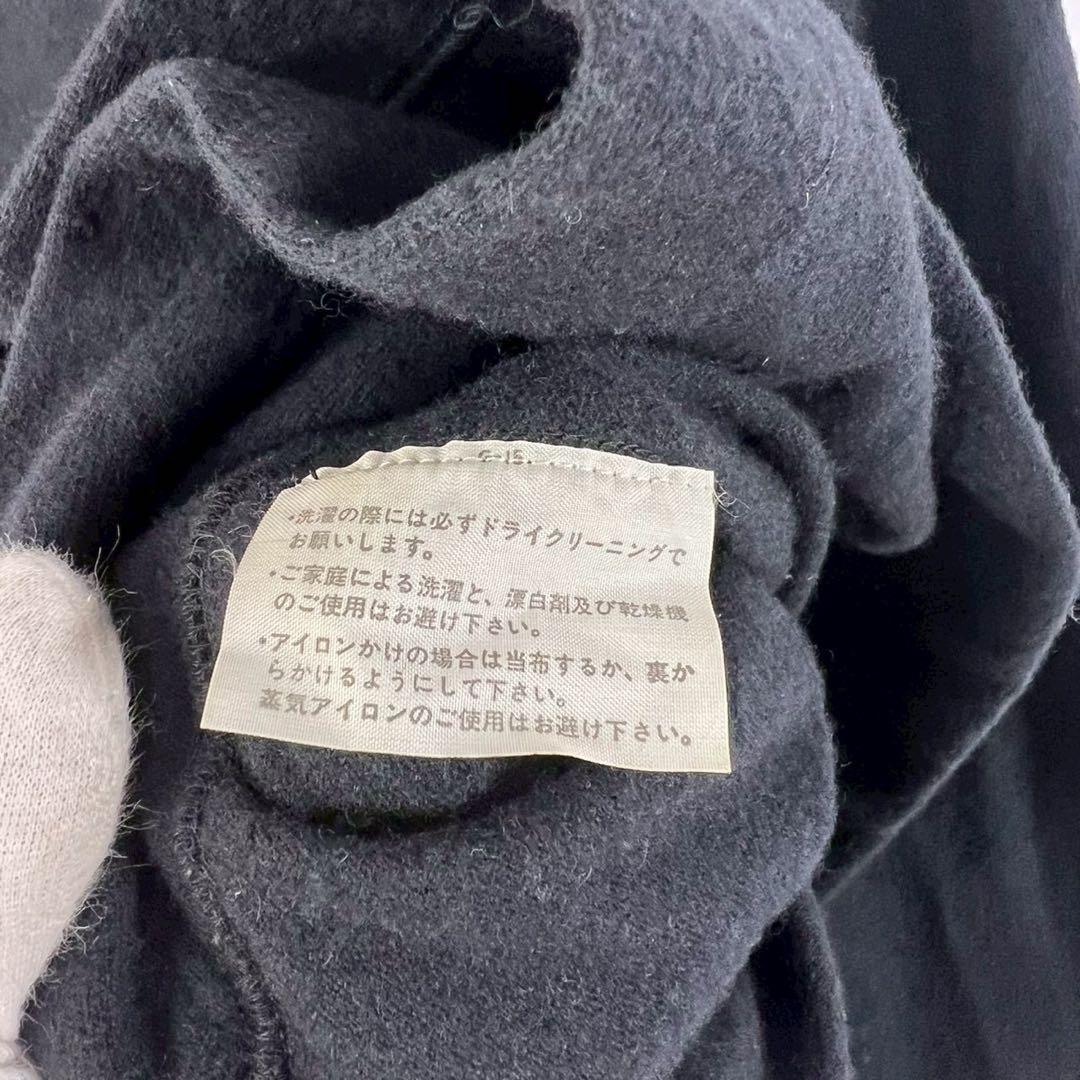 G-15.
・洗濯の際には必ずドライクリーニングで
お願いします。
・ご家庭による洗濯と、漂白剤及び乾燥機
のご使用はお避け下さい。
・アイロンかけの場合は当布するか、裏か
らかけるようにして下さい。
蒸気アイロンのご使用はお避け下さい。